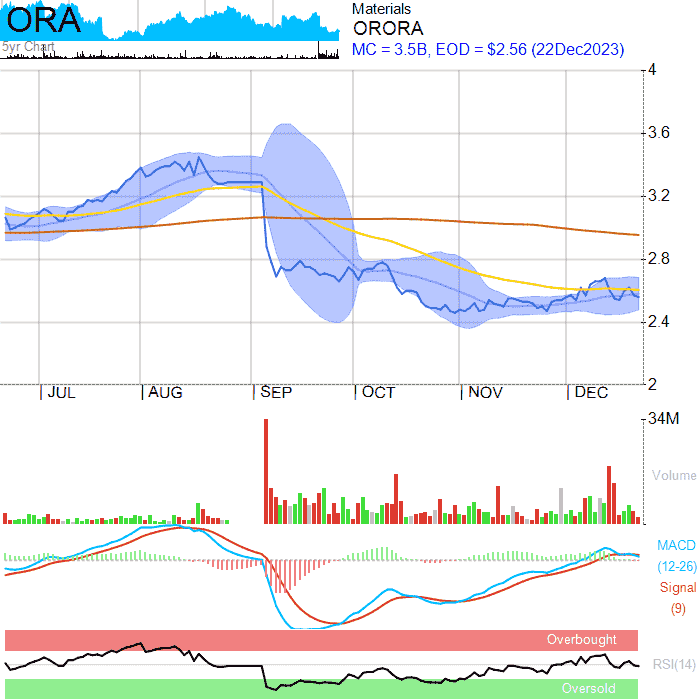 ORA
5yr Chart
Materials
ORORA
MC = 3.5B, EOD = $2.56 (22Dec2023)
4
3.6
3.2
2.8
2.4
2
JUL AUG SEP OCT NOV DEC
34M
Volume
MACD
(12-26)
Signal
(9)
Overbought
RSI(14)
Oversold